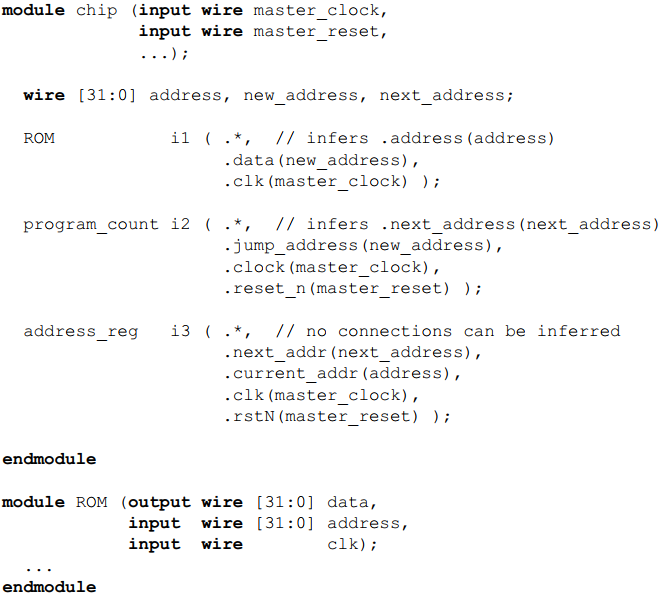 module chip (input wire master_clock,
             input wire master_reset,
             ...);
  wire [31:0] address, new_address, next_address;
  ROM           i1 ( .*,  // infers .address(address)
                     .data(new_address),
                     .clk(master_clock) );
  program_count i2 ( .*,  // infers .next_address(next_address)
                     .jump_address(new_address),
                     .clock(master_clock),
                     .reset_n(master_reset) );
  address_reg   i3 ( .*,  // no connections can be inferred
                     .next_addr(next_address),
                     .current_addr(address),
                     .clk(master_clock),
                     .rstN(master_reset) );
endmodule
module ROM (output wire [31:0] data,
            input  wire [31:0] address,
            input  wire        clk);
  ...
endmodule